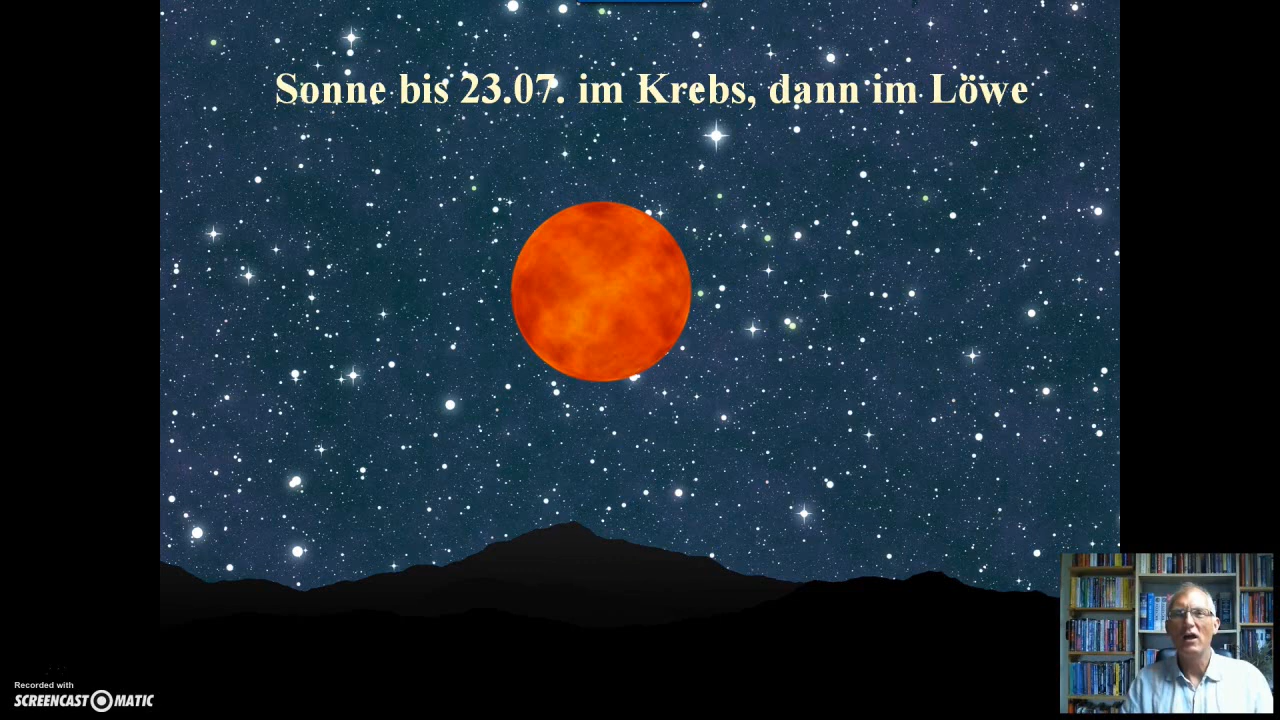 Sonne bis 23.07. im Krebs, dann im Löwe
Recorded with
SCREENCAST MATIC